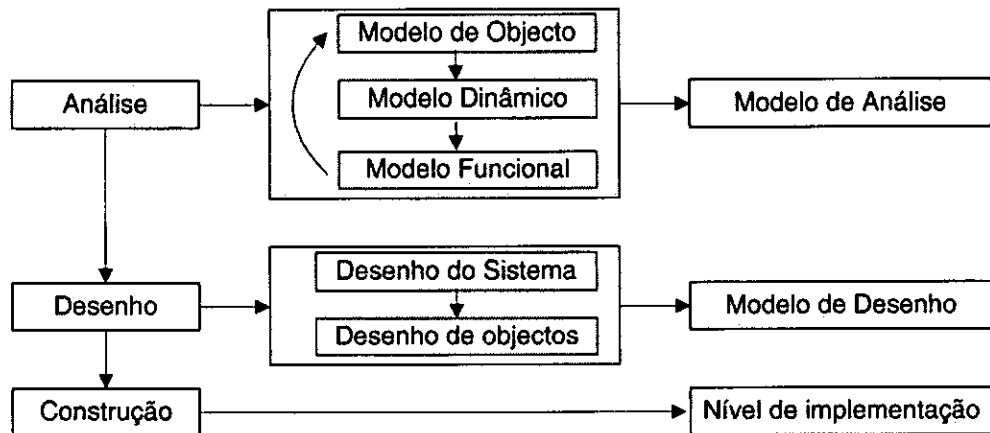 Modelo de Objecto
Análise
Modelo Dinâmico
Modelo de Análise
Modelo Funcional
Desenho do Sistema
Desenho
Modelo de Desenho
Desenho de objectos
Construção
Nível de implementação